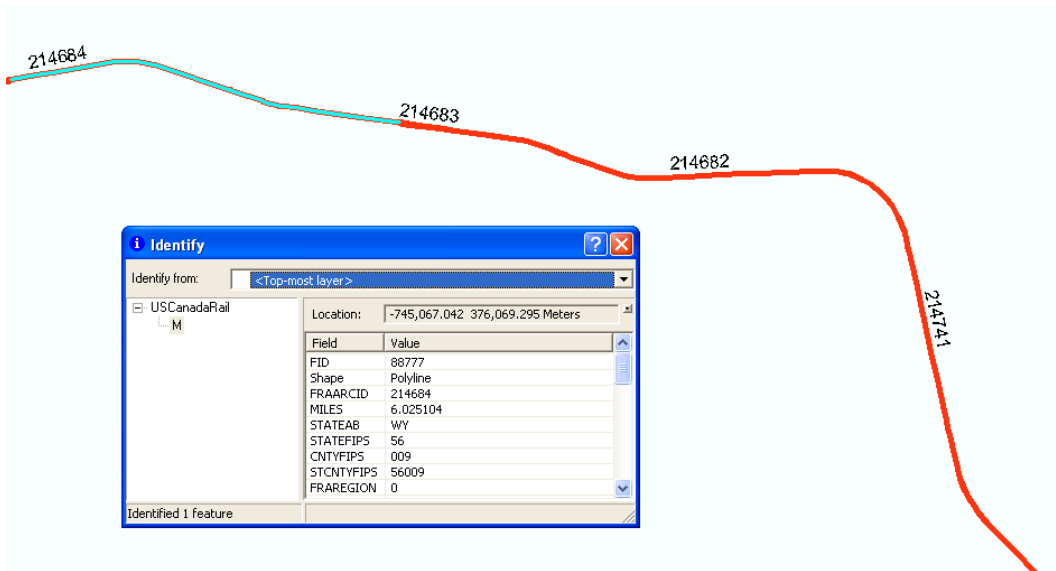 214684
214683
214682
214741
Identify
Identify from: <Top-most layer>
USCanadaRail
M
Location: -745,067.042 376,069.295 Meters
Field Value
FID 88777
Shape Polyline
FRAARCID 214684
MILES 6.025104
STATEAB WY
STATEFIPS 56
CNTYFIPS 009
STCNTYFIPS 56009
FRAREGION 0
Identified 1 feature